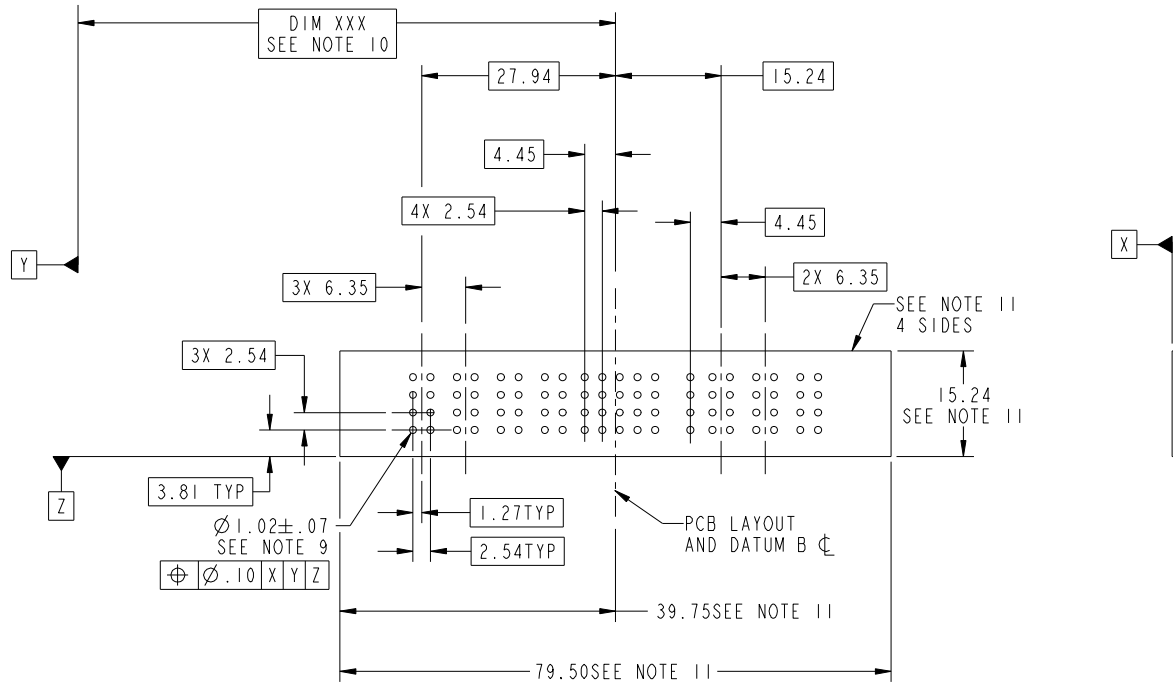 DIM XXX
SEE NOTE 10
27.94
15.24
4.45
4X 2.54
4.45
Y
X
3X 6.35
2X 6.35
SEE NOTE 11
4 SIDES
3X 2.54
15.24
SEE NOTE 11
3.81 TYP
Z
1.27TYP
Ø1.02±.07
SEE NOTE 9
PCB LAYOUT
AND DATUM B ℄
2.54TYP
⌖ Ø.10 X Y Z
39.75SEE NOTE 11
79.50SEE NOTE 11